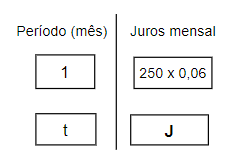 Período (mês) Juros mensal
1 250 x 0,06
t J